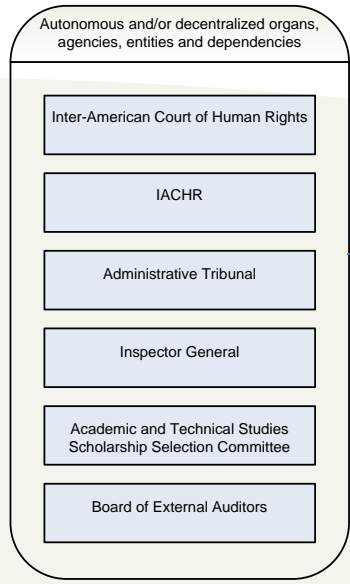 Autonomous and/or decentralized organs,
agencies, entities and dependencies
Inter-American Court of Human Rights
IACHR
Administrative Tribunal
Inspector General
Academic and Technical Studies
Scholarship Selection Committee
Board of External Auditors